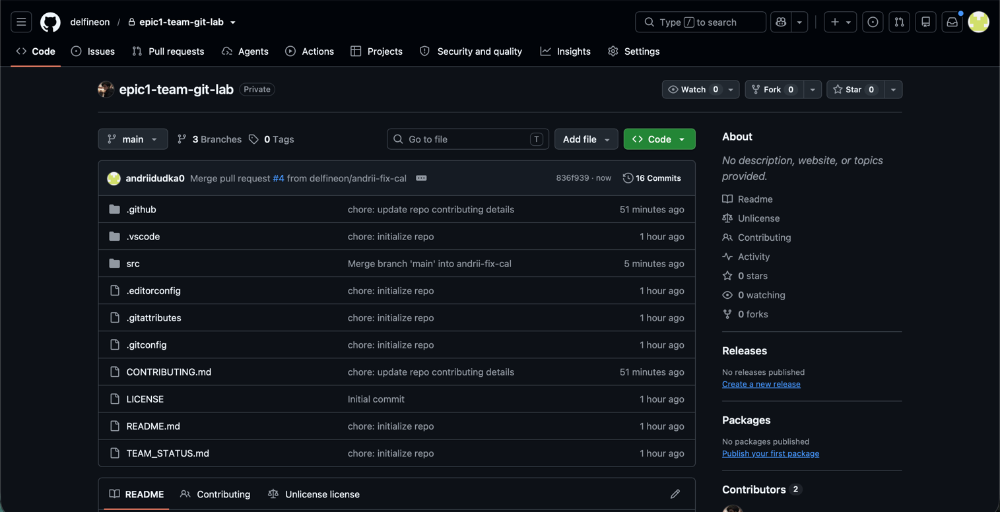 delfineon / epic1-team-git-lab
Type / to search
Code Issues Pull requests Agents Actions Projects Security and quality Insights Settings
epic1-team-git-lab Private
Watch 0 Fork 0 Star 0
main 3 Branches 0 Tags
Go to file T
Add file Code
andriidudka0 Merge pull request #4 from delfineon/andrii-fix-cal 836f939 · now 16 Commits
.github chore: update repo contributing details 51 minutes ago
.vscode chore: initialize repo 1 hour ago
src Merge branch 'main' into andrii-fix-cal 5 minutes ago
.editorconfig chore: initialize repo 1 hour ago
.gitattributes chore: initialize repo 1 hour ago
.gitconfig chore: initialize repo 1 hour ago
CONTRIBUTING.md chore: update repo contributing details 51 minutes ago
LICENSE Initial commit 1 hour ago
README.md chore: initialize repo 1 hour ago
TEAM_STATUS.md chore: initialize repo 1 hour ago
README Contributing Unlicense license
About
No description, website, or topics
provided.
Readme
Unlicense
Contributing
Activity
0 stars
0 watching
0 forks
Releases
No releases published
Create a new release
Packages
No packages published
Publish your first package
Contributors 2